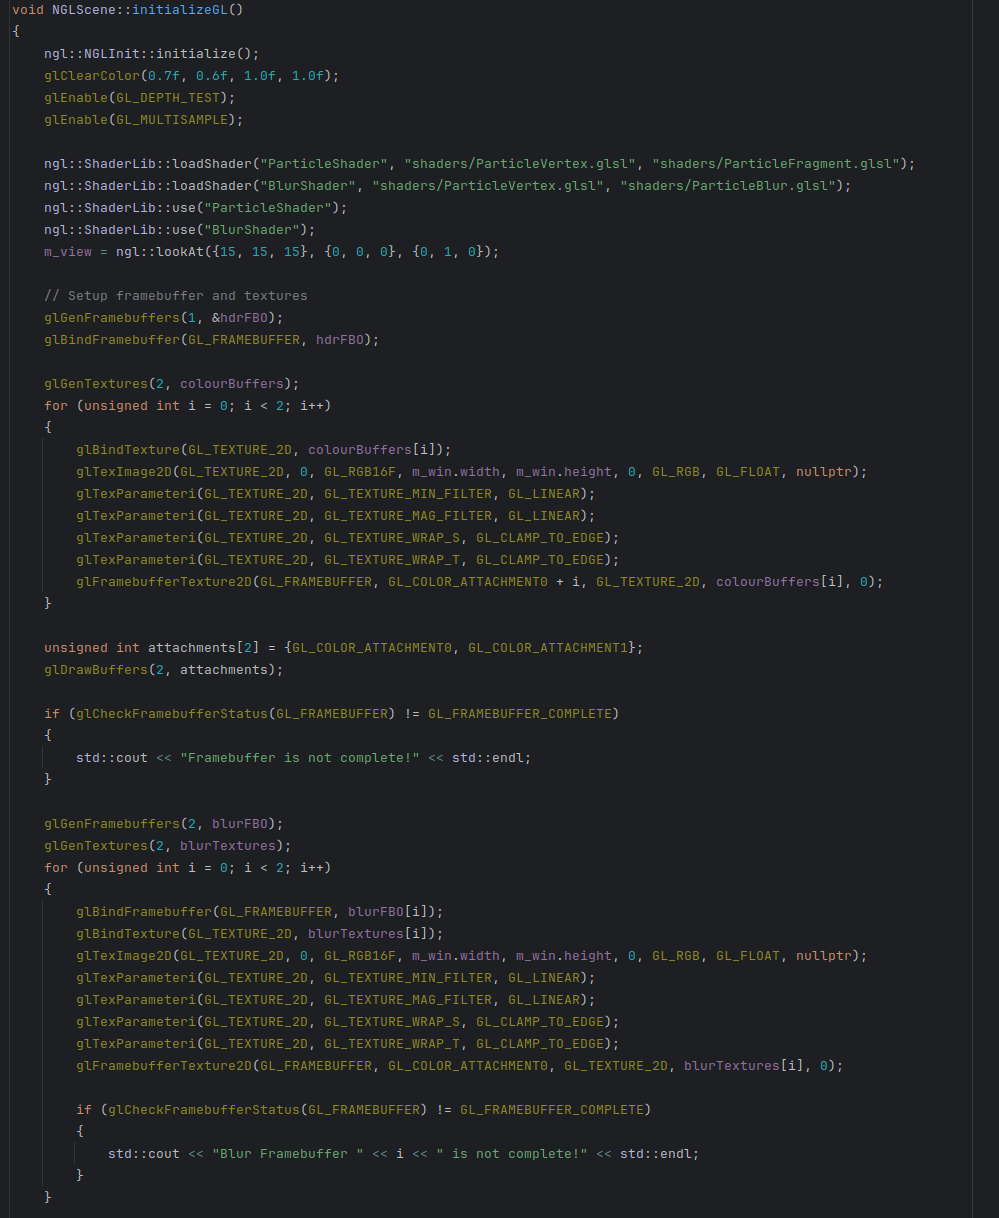 void NGLScene::initializeGL()
{
    ngl::NGLInit::initialize();
    glClearColor(0.7f, 0.6f, 1.0f, 1.0f);
    glEnable(GL_DEPTH_TEST);
    glEnable(GL_MULTISAMPLE);

    ngl::ShaderLib::loadShader("ParticleShader", "shaders/ParticleVertex.glsl", "shaders/ParticleFragment.glsl");
    ngl::ShaderLib::loadShader("BlurShader", "shaders/ParticleVertex.glsl", "shaders/ParticleBlur.glsl");
    ngl::ShaderLib::use("ParticleShader");
    ngl::ShaderLib::use("BlurShader");
    m_view = ngl::lookAt({15, 15, 15}, {0, 0, 0}, {0, 1, 0});

    // Setup framebuffer and textures
    glGenFramebuffers(1, &hdrFBO);
    glBindFramebuffer(GL_FRAMEBUFFER, hdrFBO);

    glGenTextures(2, colourBuffers);
    for (unsigned int i = 0; i < 2; i++)
    {
        glBindTexture(GL_TEXTURE_2D, colourBuffers[i]);
        glTexImage2D(GL_TEXTURE_2D, 0, GL_RGB16F, m_win.width, m_win.height, 0, GL_RGB, GL_FLOAT, nullptr);
        glTexParameteri(GL_TEXTURE_2D, GL_TEXTURE_MIN_FILTER, GL_LINEAR);
        glTexParameteri(GL_TEXTURE_2D, GL_TEXTURE_MAG_FILTER, GL_LINEAR);
        glTexParameteri(GL_TEXTURE_2D, GL_TEXTURE_WRAP_S, GL_CLAMP_TO_EDGE);
        glTexParameteri(GL_TEXTURE_2D, GL_TEXTURE_WRAP_T, GL_CLAMP_TO_EDGE);
        glFramebufferTexture2D(GL_FRAMEBUFFER, GL_COLOR_ATTACHMENT0 + i, GL_TEXTURE_2D, colourBuffers[i], 0);
    }

    unsigned int attachments[2] = {GL_COLOR_ATTACHMENT0, GL_COLOR_ATTACHMENT1};
    glDrawBuffers(2, attachments);

    if (glCheckFramebufferStatus(GL_FRAMEBUFFER) != GL_FRAMEBUFFER_COMPLETE)
    {
        std::cout << "Framebuffer is not complete!" << std::endl;
    }

    glGenFramebuffers(2, blurFBO);
    glGenTextures(2, blurTextures);
    for (unsigned int i = 0; i < 2; i++)
    {
        glBindFramebuffer(GL_FRAMEBUFFER, blurFBO[i]);
        glBindTexture(GL_TEXTURE_2D, blurTextures[i]);
        glTexImage2D(GL_TEXTURE_2D, 0, GL_RGB16F, m_win.width, m_win.height, 0, GL_RGB, GL_FLOAT, nullptr);
        glTexParameteri(GL_TEXTURE_2D, GL_TEXTURE_MIN_FILTER, GL_LINEAR);
        glTexParameteri(GL_TEXTURE_2D, GL_TEXTURE_MAG_FILTER, GL_LINEAR);
        glTexParameteri(GL_TEXTURE_2D, GL_TEXTURE_WRAP_S, GL_CLAMP_TO_EDGE);
        glTexParameteri(GL_TEXTURE_2D, GL_TEXTURE_WRAP_T, GL_CLAMP_TO_EDGE);
        glFramebufferTexture2D(GL_FRAMEBUFFER, GL_COLOR_ATTACHMENT0, GL_TEXTURE_2D, blurTextures[i], 0);

        if (glCheckFramebufferStatus(GL_FRAMEBUFFER) != GL_FRAMEBUFFER_COMPLETE)
        {
            std::cout << "Blur Framebuffer " << i << " is not complete!" << std::endl;
        }
    }